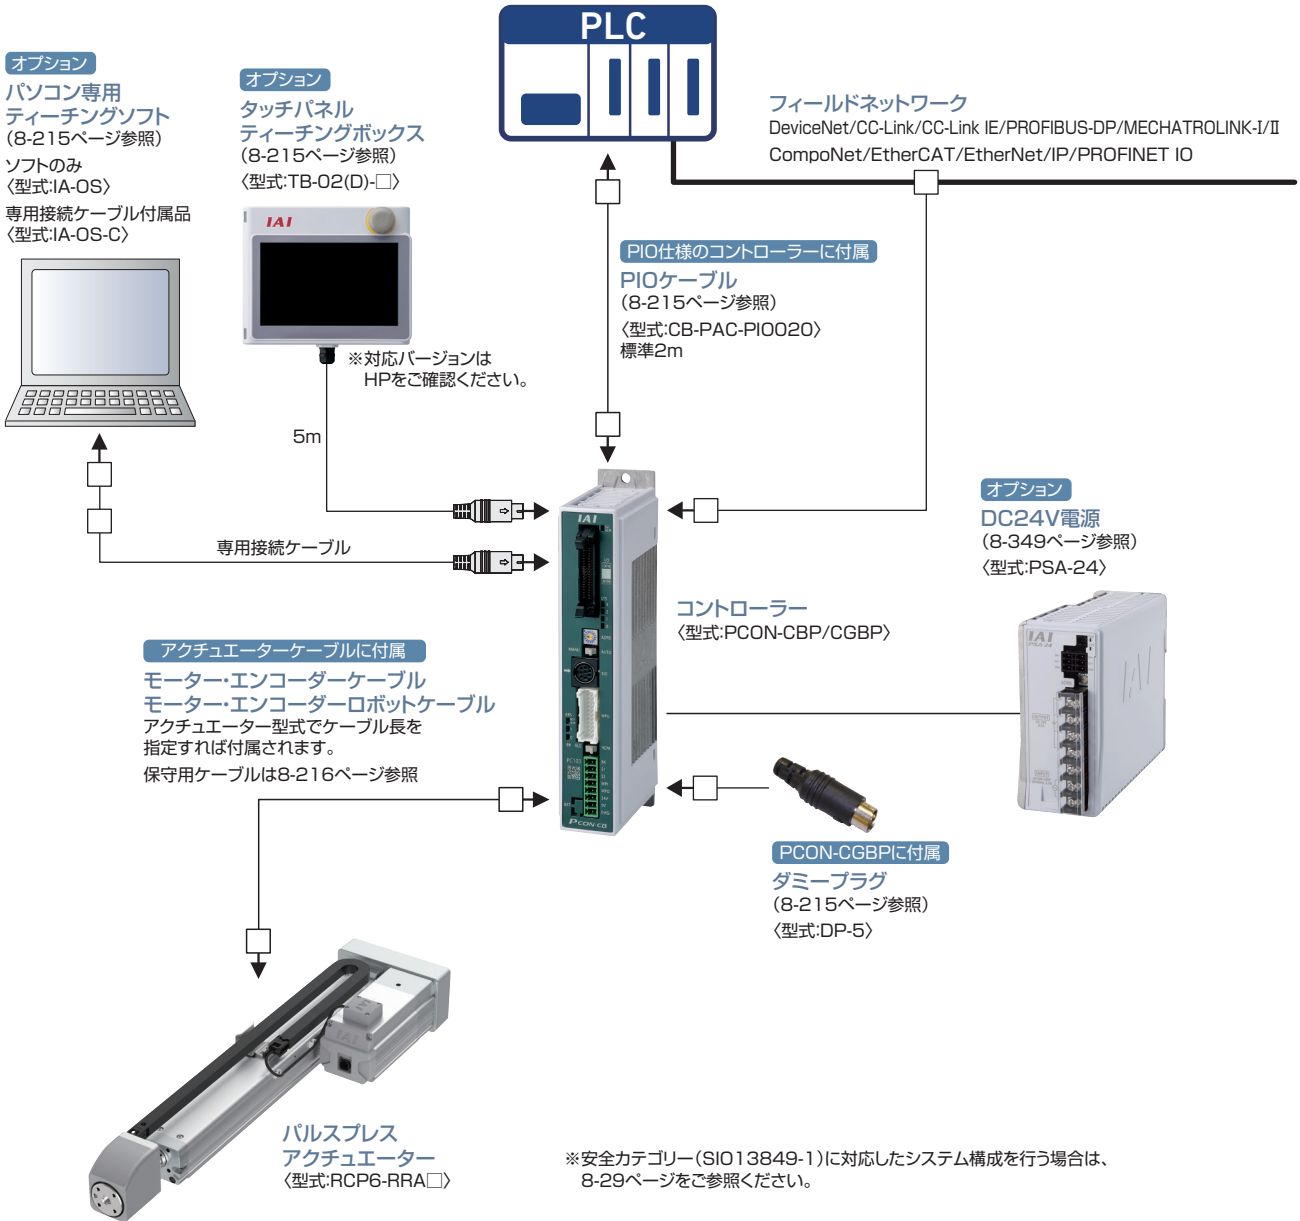 PLC
オプション
パソコン専用
ティーチングソフト
(8-215ページ参照)
ソフトのみ
〈型式:IA-OS〉
専用接続ケーブル付属品
〈型式:IA-OS-C〉
オプション
タッチパネル
ティーチングボックス
(8-215ページ参照)
〈型式:TB-02(D)-□〉
IAI
※対応バージョンは
HPをご確認ください。
5m
専用接続ケーブル
フィールドネットワーク
DeviceNet/CC-Link/CC-Link IE/PROFIBUS-DP/MECHATROLINK-I/II
CompoNet/EtherCAT/EtherNet/IP/PROFINET IO
PIO仕様のコントローラーに付属
PIOケーブル
(8-215ページ参照)
〈型式:CB-PAC-PIO020〉
標準2m
オプション
DC24V電源
(8-349ページ参照)
〈型式:PSA-24〉
IAI
PSA-24
コントローラー
〈型式:PCON-CBP/CGBP〉
IAI
PCON-CB
アクチュエーターケーブルに付属
モーター・エンコーダーケーブル
モーター・エンコーダーロボットケーブル
アクチュエーター型式でケーブル長を
指定すれば付属されます。
保守用ケーブルは8-216ページ参照
PCON-CGBPに付属
ダミープラグ
(8-215ページ参照)
〈型式:DP-5〉
IAI
パルスプレス
アクチュエーター
〈型式:RCP6-RRA□〉
※安全カテゴリー(SIO13849-1)に対応したシステム構成を行う場合は、
8-29ページをご参照ください。